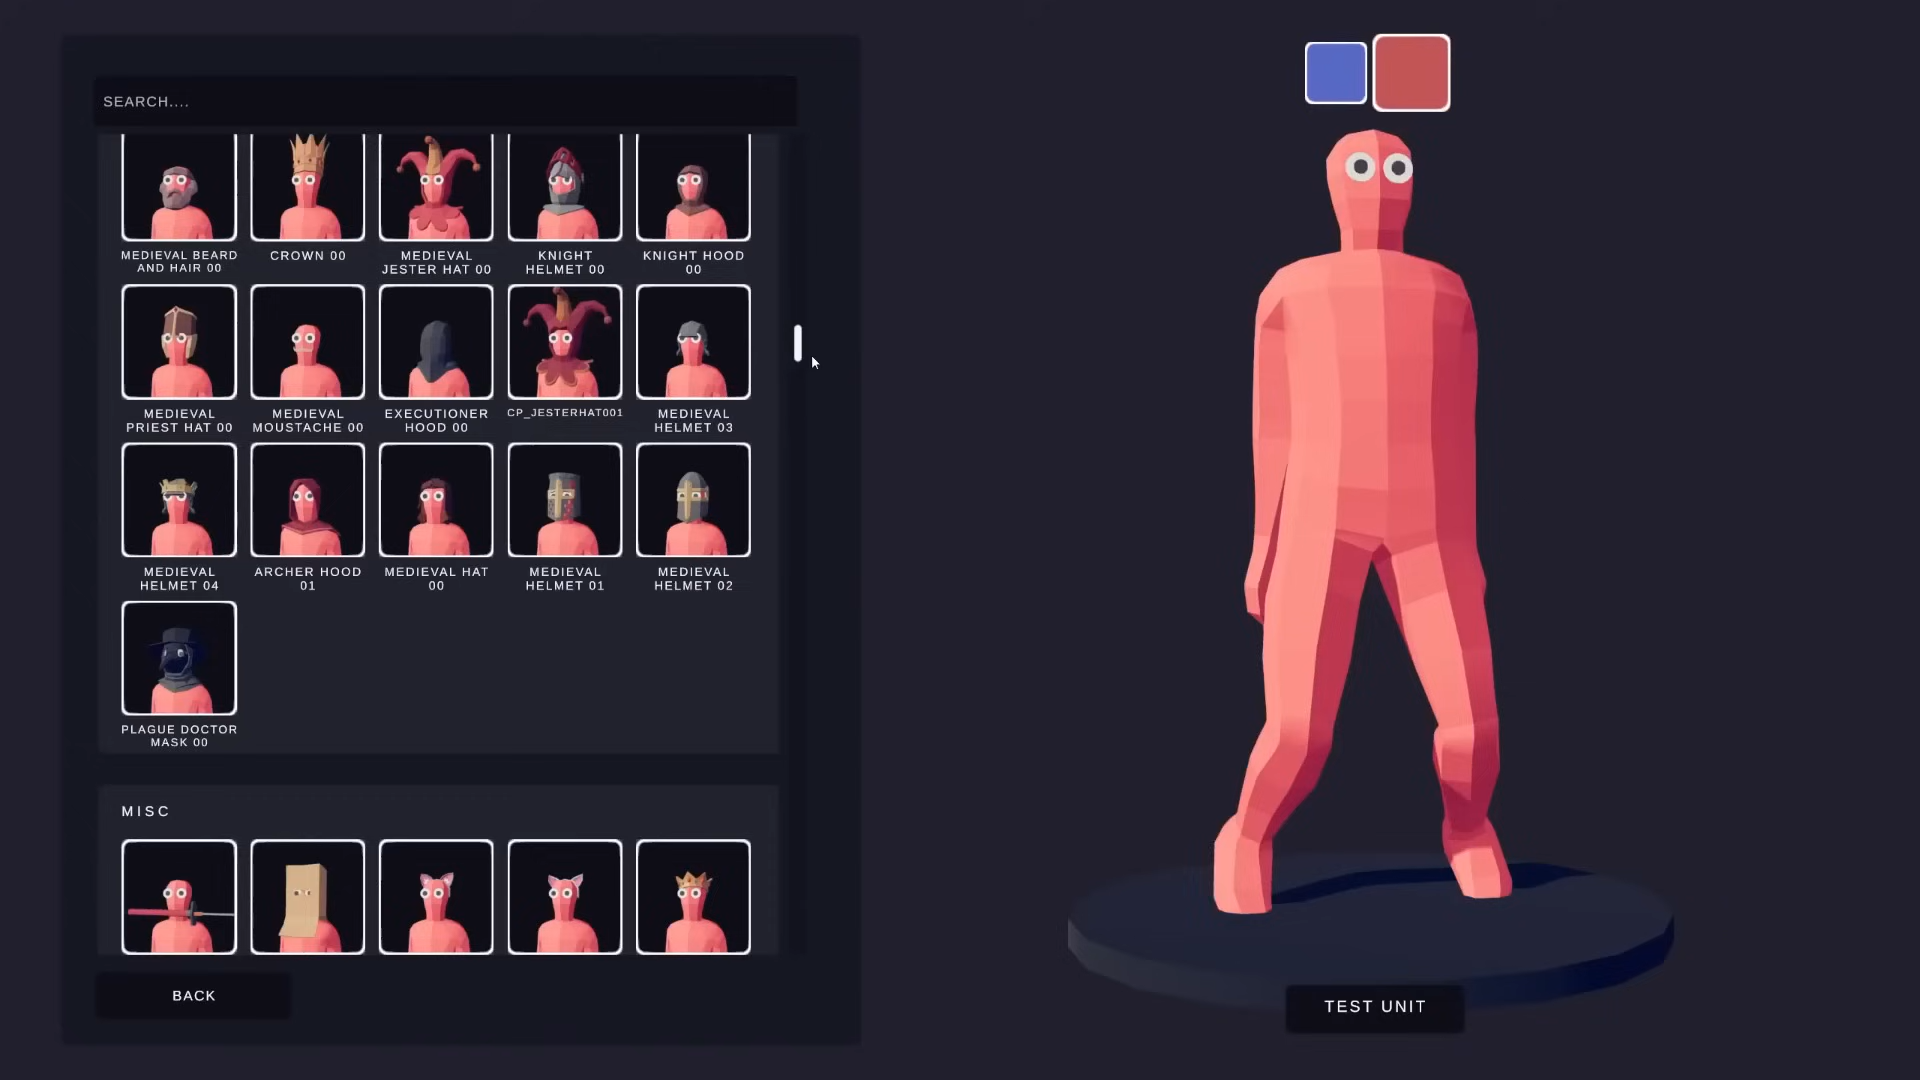 SEARCH....
MEDIEVAL BEARD
AND HAIR 00
CROWN 00
MEDIEVAL
JESTER HAT 00
KNIGHT
HELMET 00
KNIGHT HOOD
00
MEDIEVAL
PRIEST HAT 00
MEDIEVAL
MOUSTACHE 00
EXECUTIONER
HOOD 00
CP_JESTERHAT001
MEDIEVAL
HELMET 03
MEDIEVAL
HELMET 04
ARCHER HOOD
01
MEDIEVAL HAT
00
MEDIEVAL
HELMET 01
MEDIEVAL
HELMET 02
PLAGUE DOCTOR
MASK 00
MISC
BACK
TEST UNIT